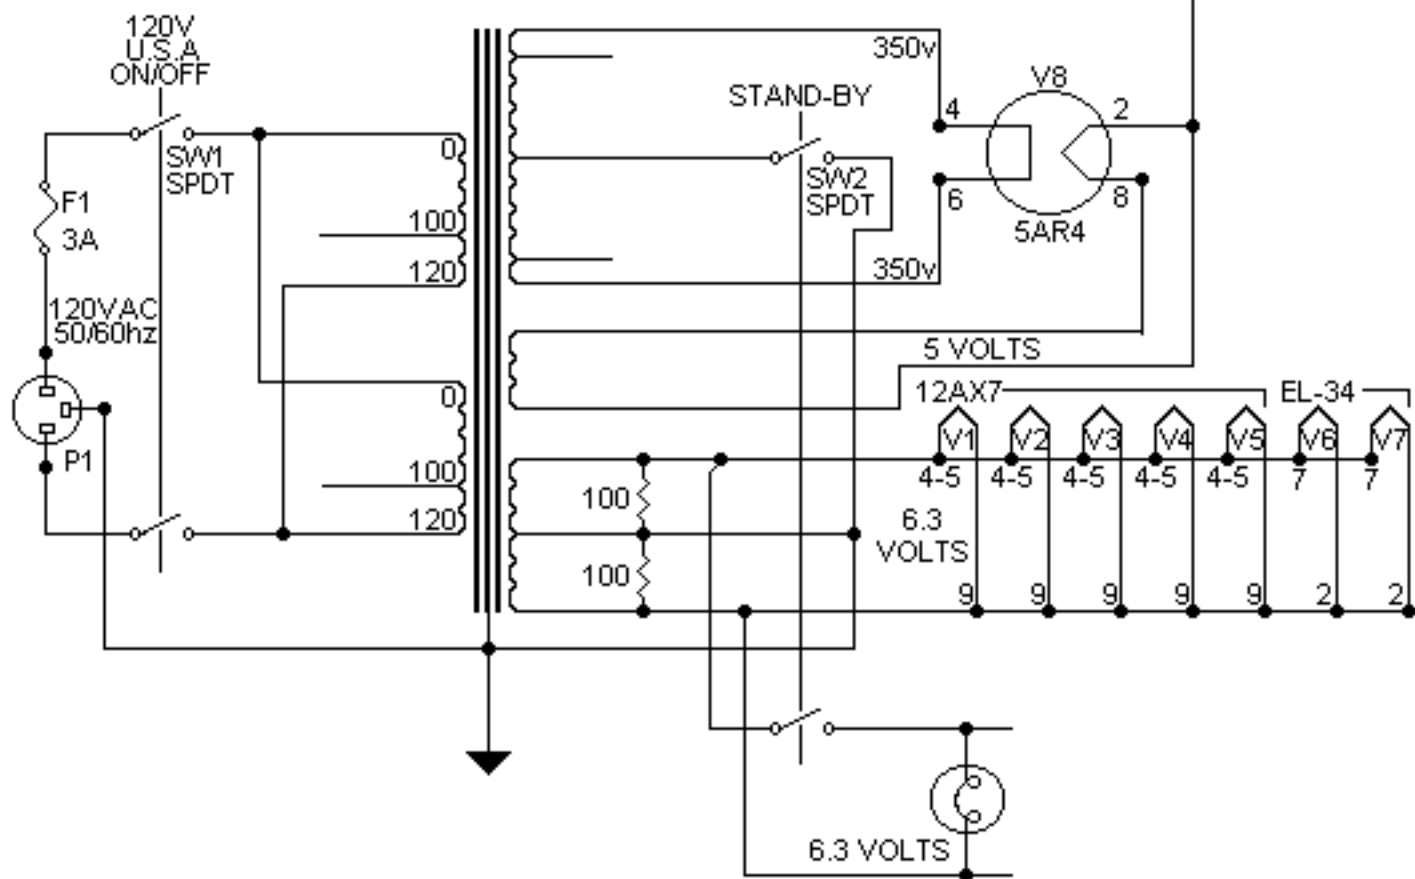 120V
U.S.A
ON/OFF
350v
V8
STAND-BY
4
2
SW1
SPDT
0
SW2
SPDT
F1
3A
6
8
5AR4
100
120
350v
120VAC
50/60hz
5 VOLTS
12AX7
EL-34
0
V1
V2
V3
V4
V5
V6
V7
P1
100
4-5
4-5
4-5
4-5
4-5
7
7
100
120
6.3
VOLTS
100
9
9
9
9
9
2
2
6.3 VOLTS